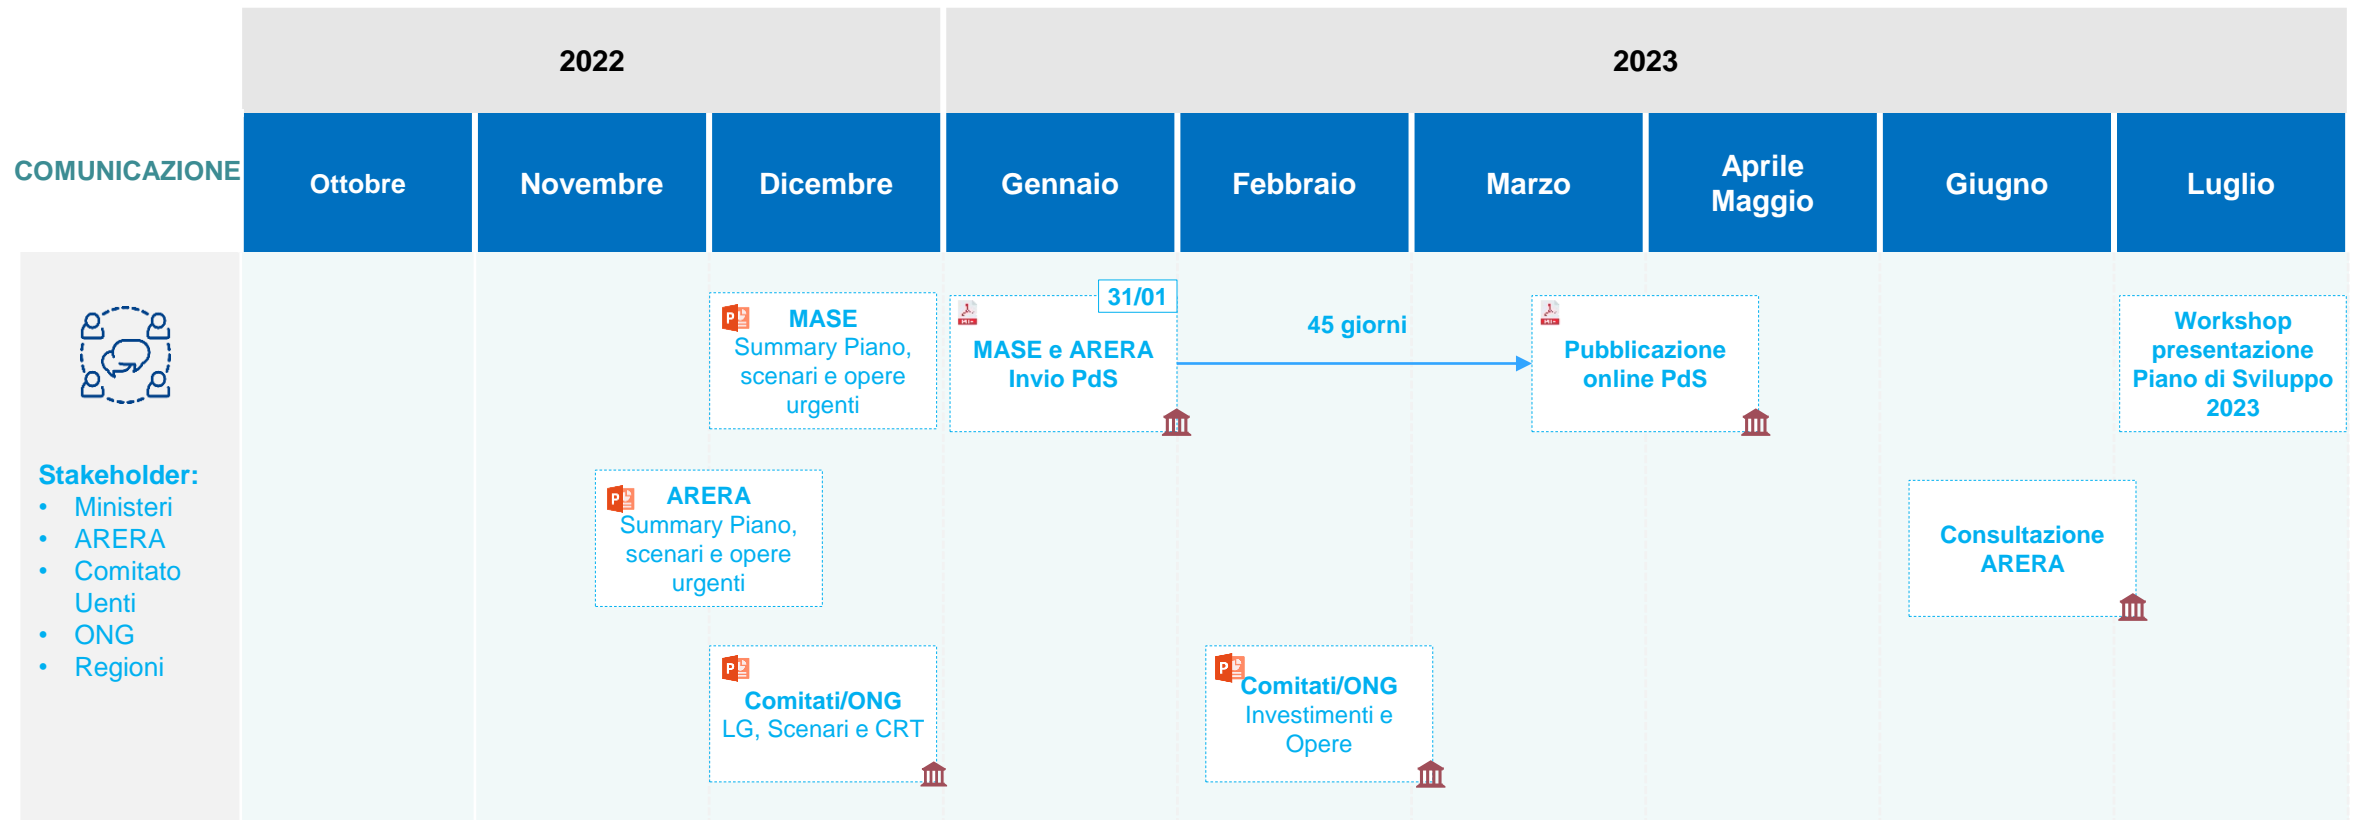 2022
2023
COMUNICAZIONE
Ottobre
Novembre
Dicembre
Gennaio
Febbraio
Marzo
Aprile
Maggio
Giugno
Luglio
MASE
Summary Piano,
scenari e opere
urgenti
31/01
MASE e ARERA
Invio PdS
45 giorni
Pubblicazione
online PdS
Workshop
presentazione
Piano di Sviluppo
2023
Stakeholder:
• Ministeri
• ARERA
• Comitato
Uenti
• ONG
• Regioni
ARERA
Summary Piano,
scenari e opere
urgenti
Consultazione
ARERA
Comitati/ONG
LG, Scenari e CRT
Comitati/ONG
Investimenti e
Opere